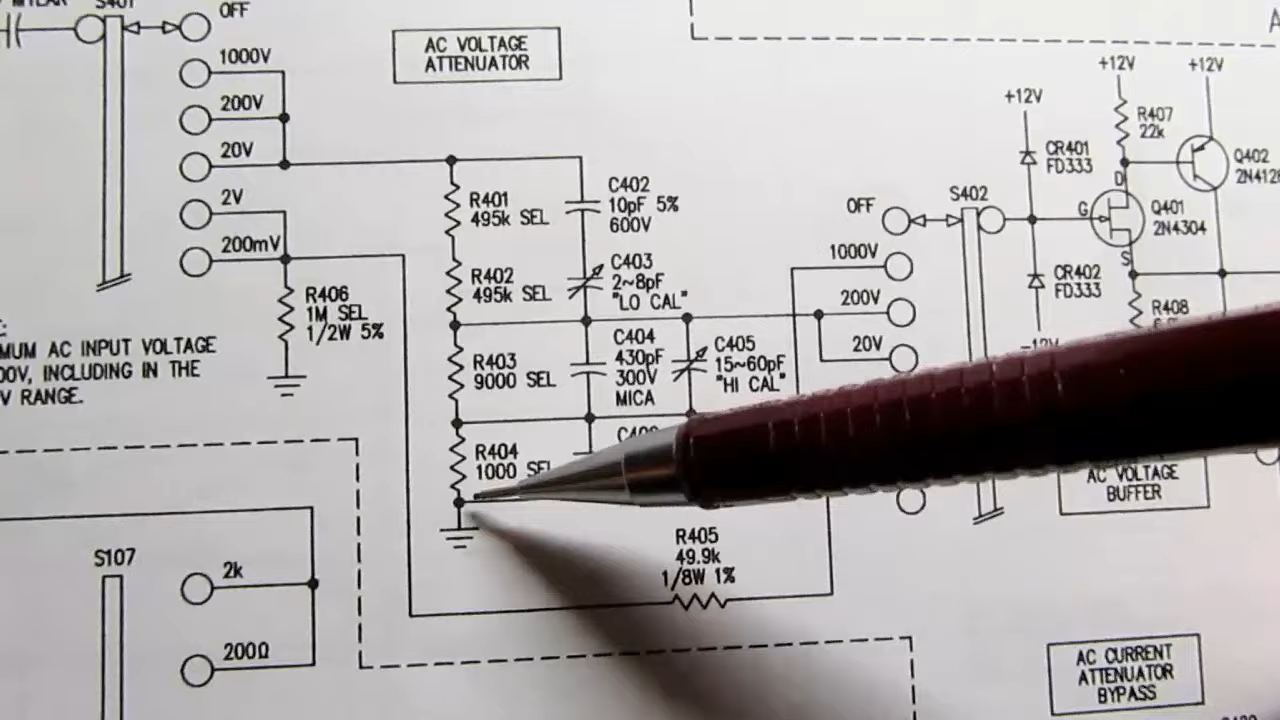 S401
OFF
1000V
200V
20V
2V
200mV
AC VOLTAGE
ATTENUATOR
R401
495k SEL
R402
495k SEL
R403
9000 SEL
R404
1000 SEL
C402
10pF 5%
600V
C403
2~8pF
"LO CAL"
C404
430pF
300V
MICA
C405
15~60pF
"HI CAL"
R406
1M SEL
1/2W 5%
MUM AC INPUT VOLTAGE
00V, INCLUDING IN THE
V RANGE.
R405
49.9k
1/8W 1%
S107
2k
200Ω
OFF
1000V
200V
20V
S402
+12V
CR401
FD333
CR402
FD333
-12V
+12V
R407
22k
D
G
S
Q401
2N4304
R408
+12V
Q402
2N4126
AC VOLTAGE
BUFFER
AC CURRENT
ATTENUATOR
BYPASS